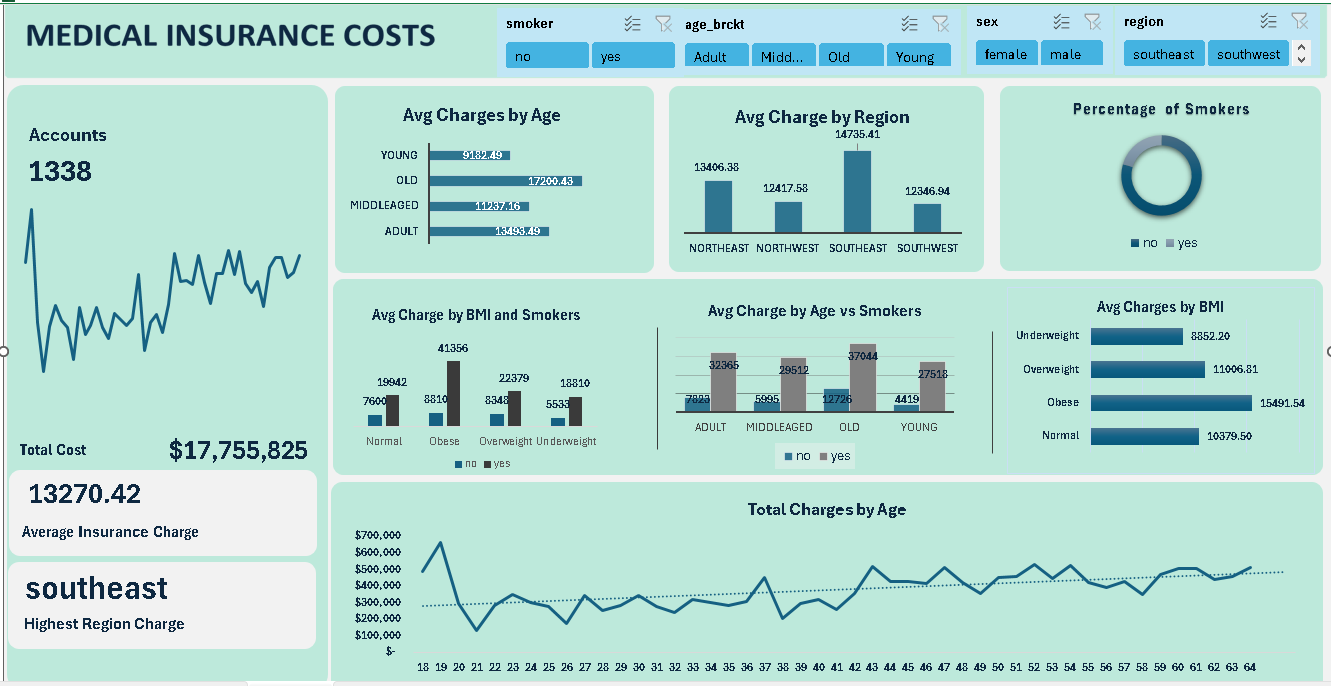 MEDICAL INSURANCE COSTS
smoker
no yes
age_brckt
Adult Midd... Old Young
sex
female male
region
southeast southwest
Accounts
1338
Total Cost $17,755,825
13270.42
Average Insurance Charge
southeast
Highest Region Charge
Avg Charges by Age
YOUNG 9182.49
OLD 17200.43
MIDDLEAGED 11237.16
ADULT 13493.49
Avg Charge by Region
14735.41
13406.38
12417.58
12346.94
NORTHEAST NORTHWEST SOUTHEAST SOUTHWEST
Percentage of Smokers
no yes
Avg Charge by BMI and Smokers
41356
19942 22379 18810
7600 8810 8348 5533
Normal Obese Overweight Underweight
no yes
Avg Charge by Age vs Smokers
32365 29512 37044 27518
7823 5995 12726 4419
ADULT MIDDLEAGED OLD YOUNG
no yes
Avg Charges by BMI
Underweight 8852.20
Overweight 11006.81
Obese 15491.54
Normal 10379.50
Total Charges by Age
$700,000
$600,000
$500,000
$400,000
$300,000
$200,000
$100,000
$-
18 19 20 21 22 23 24 25 26 27 28 29 30 31 32 33 34 35 36 37 38 39 40 41 42 43 44 45 46 47 48 49 50 51 52 53 54 55 56 57 58 59 60 61 62 63 64